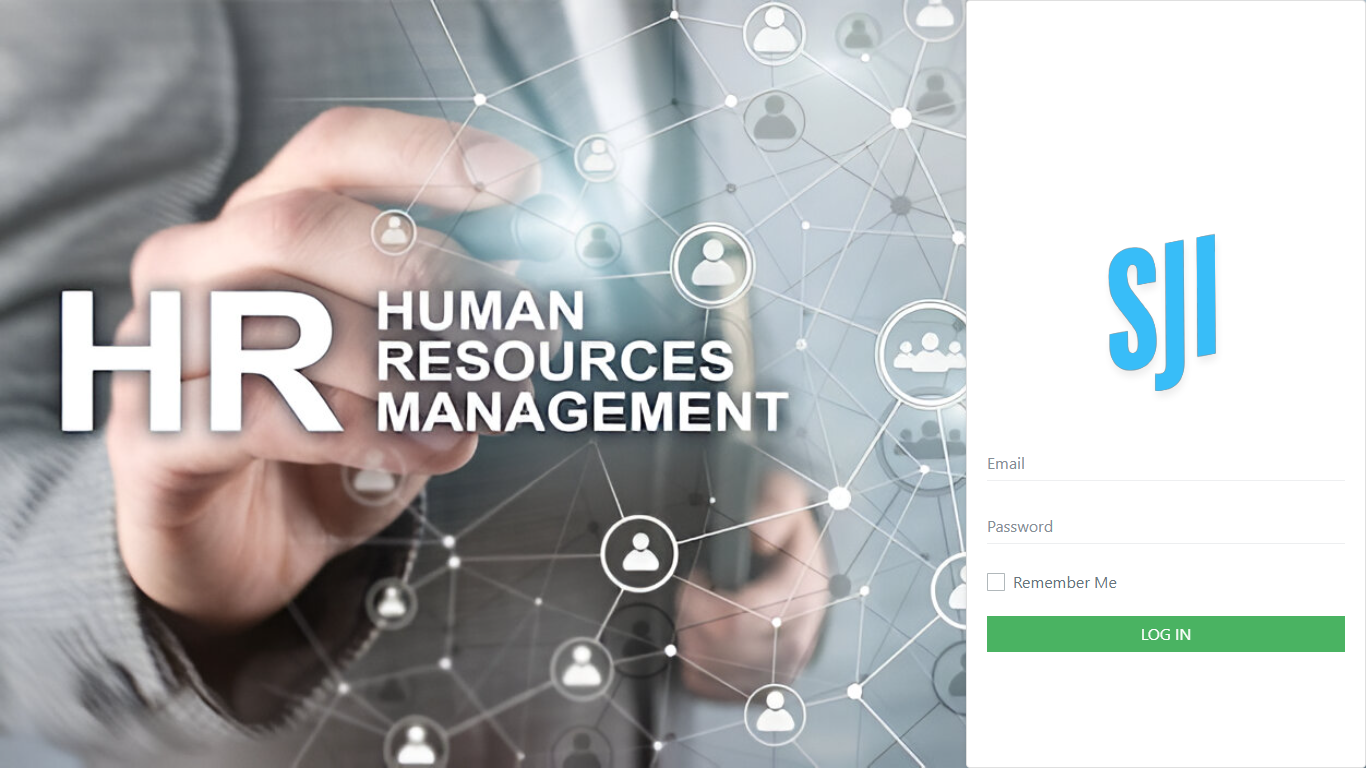 HR
HUMAN
RESOURCES
MANAGEMENT
SJI
Email
Password
Remember Me
LOG IN